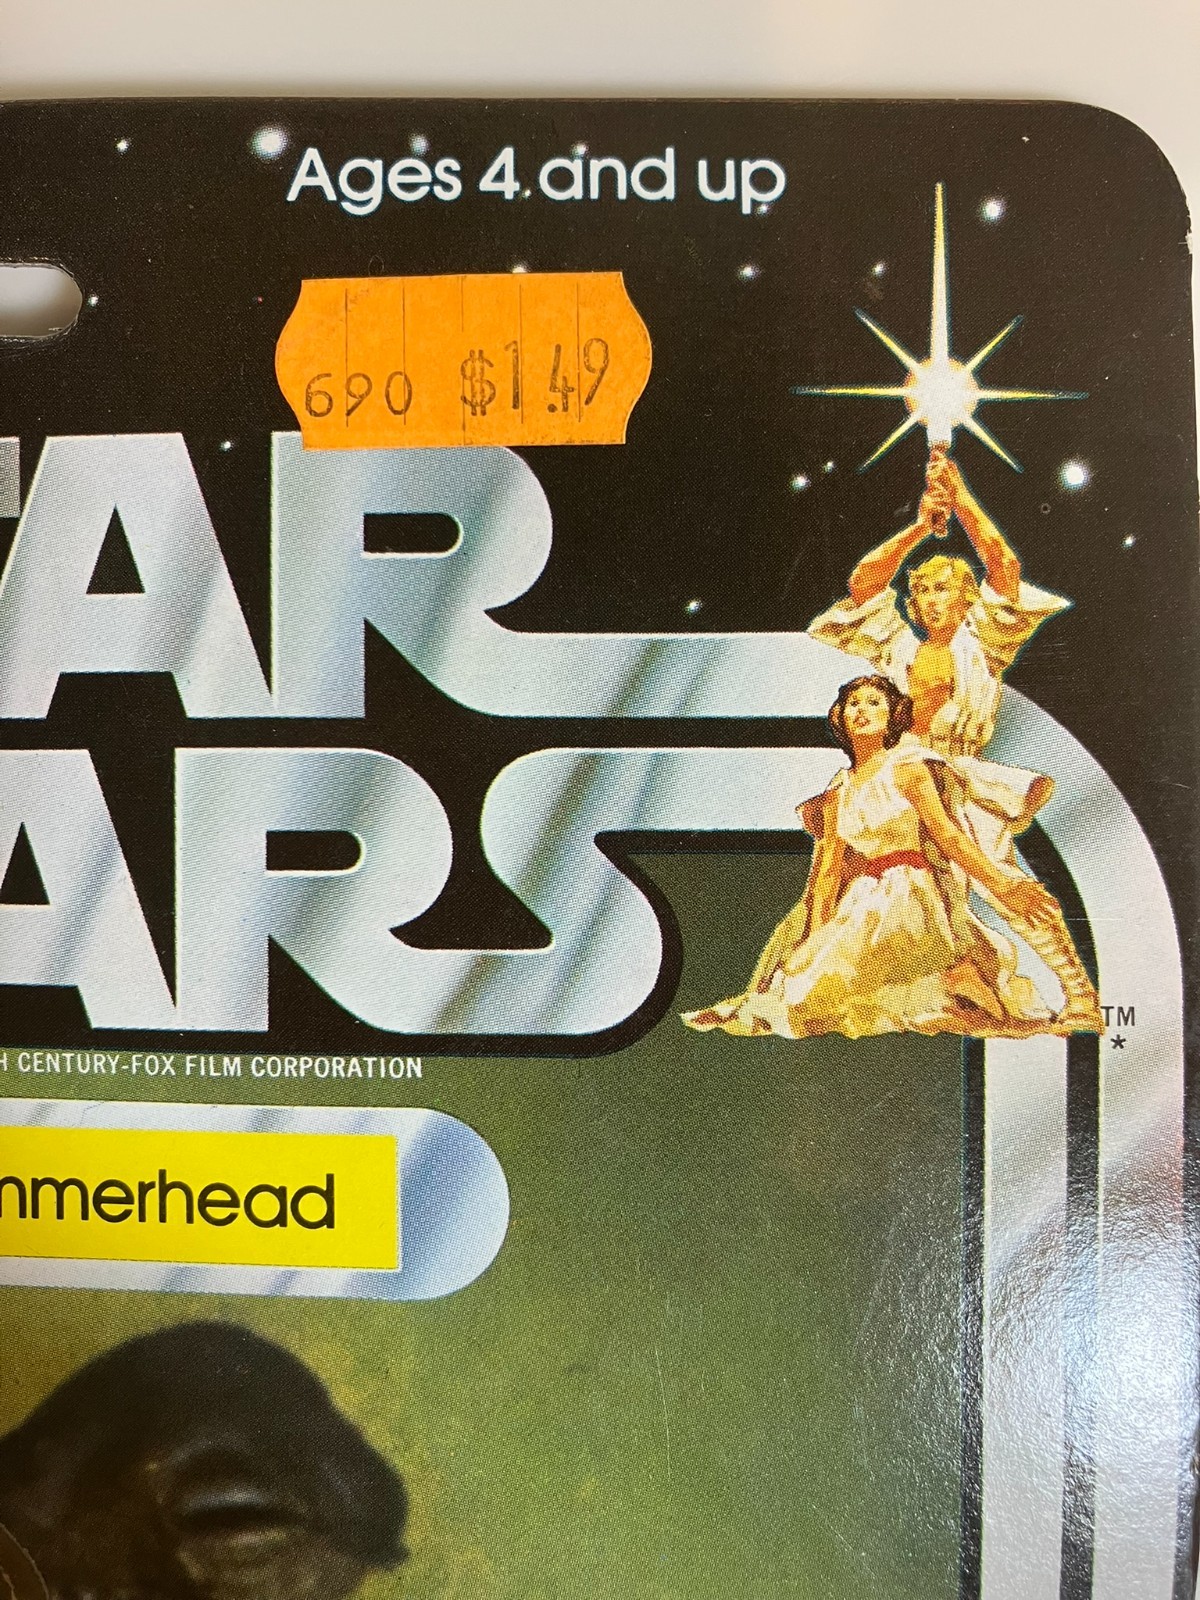 Ages 4 and up
690 $1.49
TAR
ARS
TM
*
H CENTURY-FOX FILM CORPORATION
mmerhead